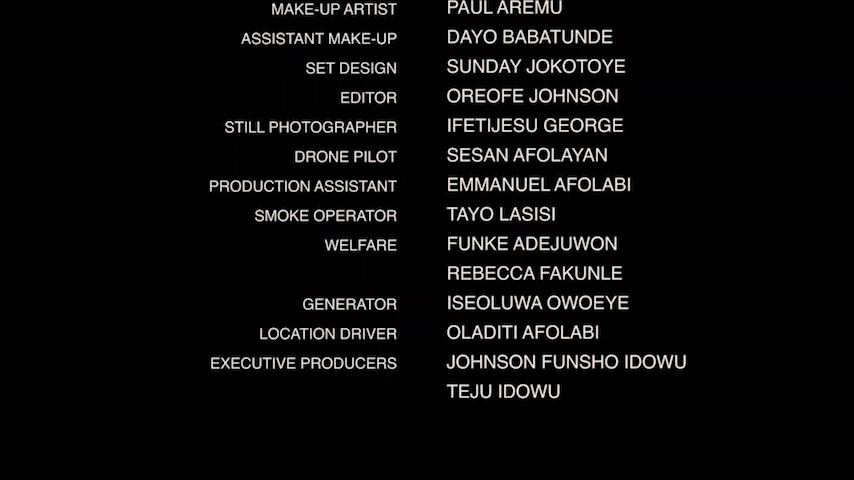 MAKE-UP ARTIST PAUL AREMU
ASSISTANT MAKE-UP DAYO BABATUNDE
SET DESIGN SUNDAY JOKOTOYE
EDITOR OREOFE JOHNSON
STILL PHOTOGRAPHER IFETIJESU GEORGE
DRONE PILOT SESAN AFOLAYAN
PRODUCTION ASSISTANT EMMANUEL AFOLABI
SMOKE OPERATOR TAYO LASISI
WELFARE FUNKE ADEJUWON
REBECCA FAKUNLE
GENERATOR ISEOLUWA OWOEYE
LOCATION DRIVER OLADITI AFOLABI
EXECUTIVE PRODUCERS JOHNSON FUNSHO IDOWU
TEJU IDOWU